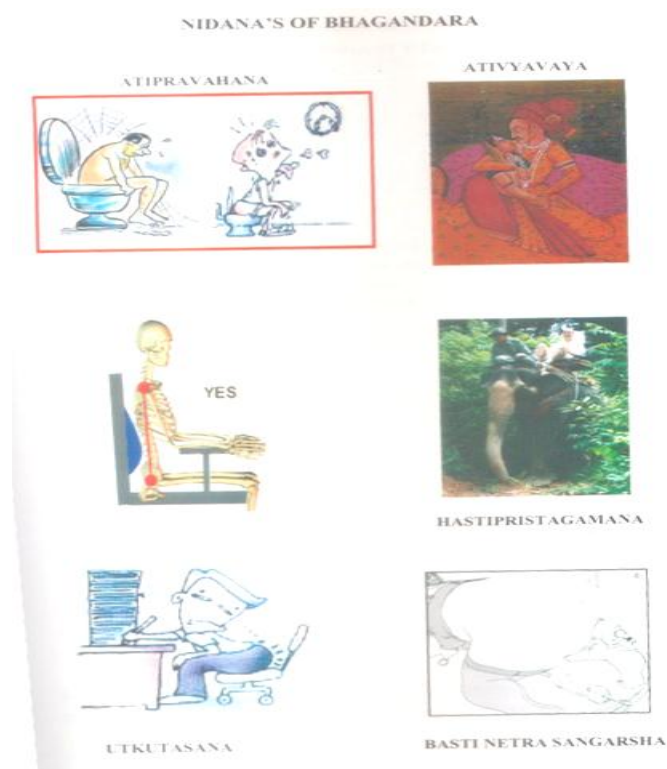 NIDANA'S OF BHAGANDARA
ATIPRAVAHANA
ATIVYAVAYA
YES
HASTIPRISTAGAMANA
UTKUTASANA
BASTI NETRA SANGARSHA